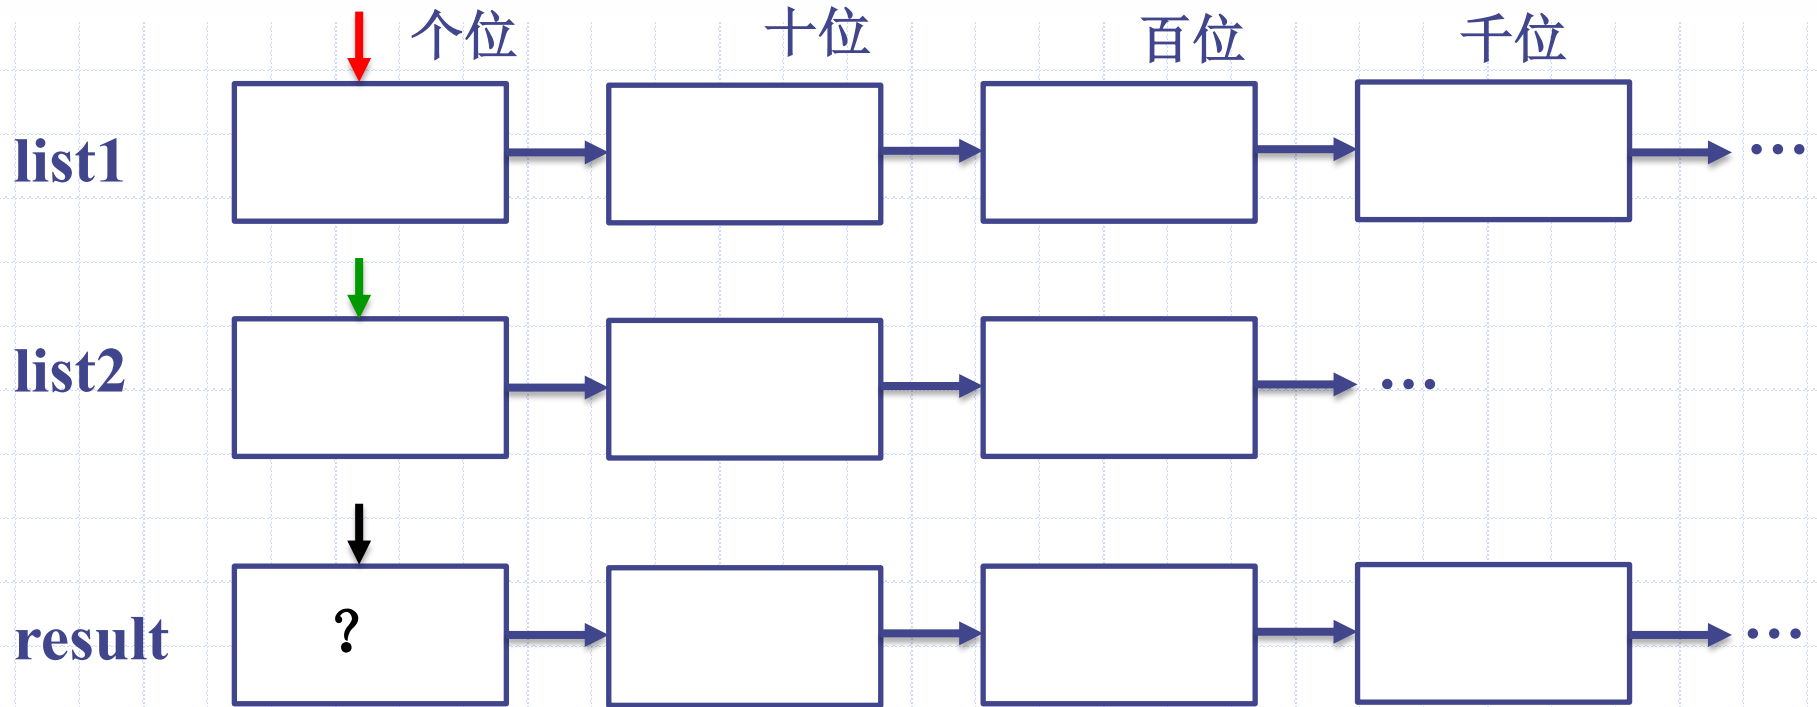 个位 十位 百位 千位
list1 …
list2 …
result ? …